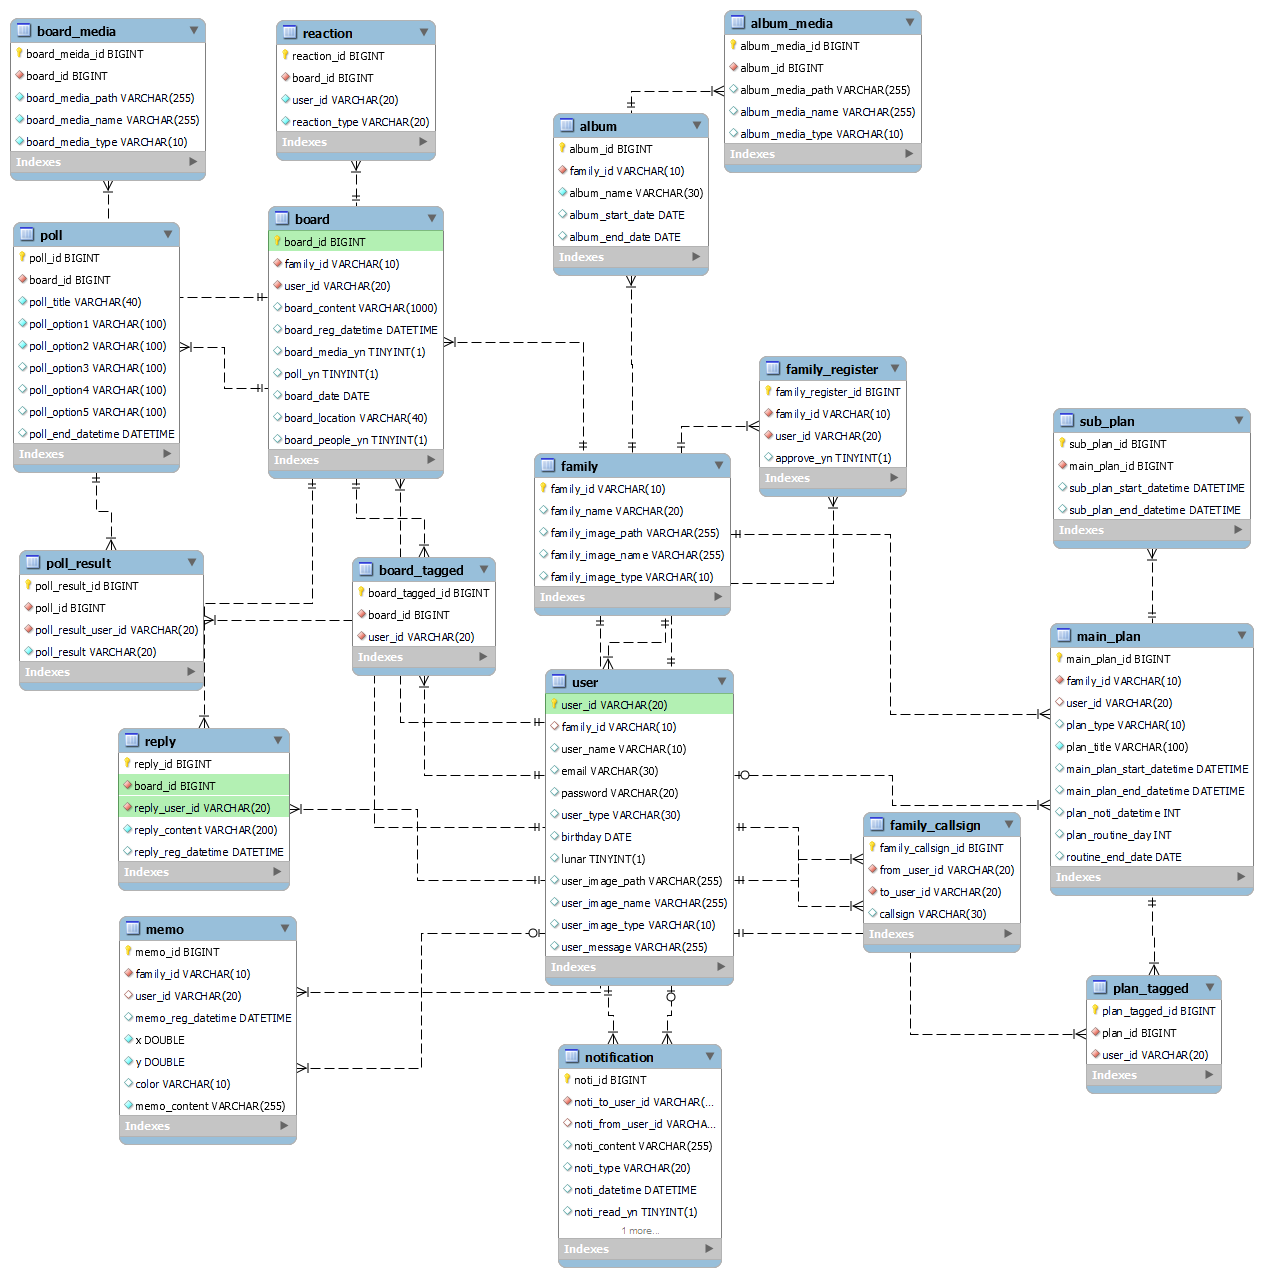 board_media
board_meida_id BIGINT
board_id BIGINT
board_media_path VARCHAR(255)
board_media_name VARCHAR(255)
board_media_type VARCHAR(10)
Indexes
reaction
reaction_id BIGINT
board_id BIGINT
user_id VARCHAR(20)
reaction_type VARCHAR(20)
Indexes
album_media
album_media_id BIGINT
album_id BIGINT
album_media_path VARCHAR(255)
album_media_name VARCHAR(255)
album_media_type VARCHAR(10)
Indexes
album
album_id BIGINT
family_id VARCHAR(10)
album_name VARCHAR(30)
album_start_date DATE
album_end_date DATE
Indexes
poll
poll_id BIGINT
board_id BIGINT
poll_title VARCHAR(40)
poll_option1 VARCHAR(100)
poll_option2 VARCHAR(100)
poll_option3 VARCHAR(100)
poll_option4 VARCHAR(100)
poll_option5 VARCHAR(100)
poll_end_datetime DATETIME
Indexes
board
board_id BIGINT
family_id VARCHAR(10)
user_id VARCHAR(20)
board_content VARCHAR(1000)
board_reg_datetime DATETIME
board_media_yn TINYINT(1)
poll_yn TINYINT(1)
board_date DATE
board_location VARCHAR(40)
board_people_yn TINYINT(1)
Indexes
family_register
family_register_id BIGINT
family_id VARCHAR(10)
user_id VARCHAR(20)
approve_yn TINYINT(1)
Indexes
sub_plan
sub_plan_id BIGINT
main_plan_id BIGINT
sub_plan_start_datetime DATETIME
sub_plan_end_datetime DATETIME
Indexes
family
family_id VARCHAR(10)
family_name VARCHAR(20)
family_image_path VARCHAR(255)
family_image_name VARCHAR(255)
family_image_type VARCHAR(10)
Indexes
poll_result
poll_result_id BIGINT
poll_id BIGINT
poll_result_user_id VARCHAR(20)
poll_result VARCHAR(20)
Indexes
board_tagged
board_tagged_id BIGINT
board_id BIGINT
user_id VARCHAR(20)
Indexes
main_plan
main_plan_id BIGINT
family_id VARCHAR(10)
user_id VARCHAR(20)
plan_type VARCHAR(10)
plan_title VARCHAR(100)
main_plan_start_datetime DATETIME
main_plan_end_datetime DATETIME
plan_noti_datetime INT
plan_routine_day INT
routine_end_date DATE
Indexes
user
user_id VARCHAR(20)
family_id VARCHAR(10)
user_name VARCHAR(10)
email VARCHAR(30)
password VARCHAR(20)
user_type VARCHAR(30)
birthday DATE
lunar TINYINT(1)
user_image_path VARCHAR(255)
user_image_name VARCHAR(255)
user_image_type VARCHAR(10)
user_message VARCHAR(255)
Indexes
reply
reply_id BIGINT
board_id BIGINT
reply_user_id VARCHAR(20)
reply_content VARCHAR(200)
reply_reg_datetime DATETIME
Indexes
family_callsign
family_callsign_id BIGINT
from_user_id VARCHAR(20)
to_user_id VARCHAR(20)
callsign VARCHAR(30)
Indexes
memo
memo_id BIGINT
family_id VARCHAR(10)
user_id VARCHAR(20)
memo_reg_datetime DATETIME
x DOUBLE
y DOUBLE
color VARCHAR(10)
memo_content VARCHAR(255)
Indexes
plan_tagged
plan_tagged_id BIGINT
plan_id BIGINT
user_id VARCHAR(20)
Indexes
notification
noti_id BIGINT
noti_to_user_id VARCHAR(...
noti_from_user_id VARCHA...
noti_content VARCHAR(255)
noti_type VARCHAR(20)
noti_datetime DATETIME
noti_read_yn TINYINT(1)
1 more...
Indexes